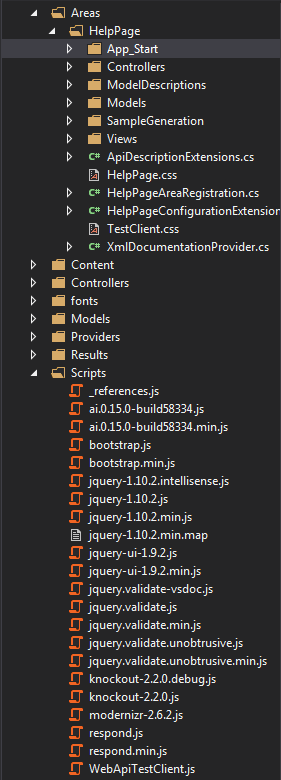 Areas
HelpPage
App_Start
Controllers
ModelDescriptions
Models
SampleGeneration
Views
C# ApiDescriptionExtensions.cs
HelpPage.css
C# HelpPageAreaRegistration.cs
C# HelpPageConfigurationExtension
TestClient.css
C# XmlDocumentationProvider.cs
Content
Controllers
fonts
Models
Providers
Results
Scripts
_references.js
ai.0.15.0-build58334.js
ai.0.15.0-build58334.min.js
bootstrap.js
bootstrap.min.js
jquery-1.10.2.intellisense.js
jquery-1.10.2.js
jquery-1.10.2.min.js
jquery-1.10.2.min.map
jquery-ui-1.9.2.js
jquery-ui-1.9.2.min.js
jquery.validate-vsdoc.js
jquery.validate.js
jquery.validate.min.js
jquery.validate.unobtrusive.js
jquery.validate.unobtrusive.min.js
knockout-2.2.0.debug.js
knockout-2.2.0.js
modernizr-2.6.2.js
respond.js
respond.min.js
WebApiTestClient.js